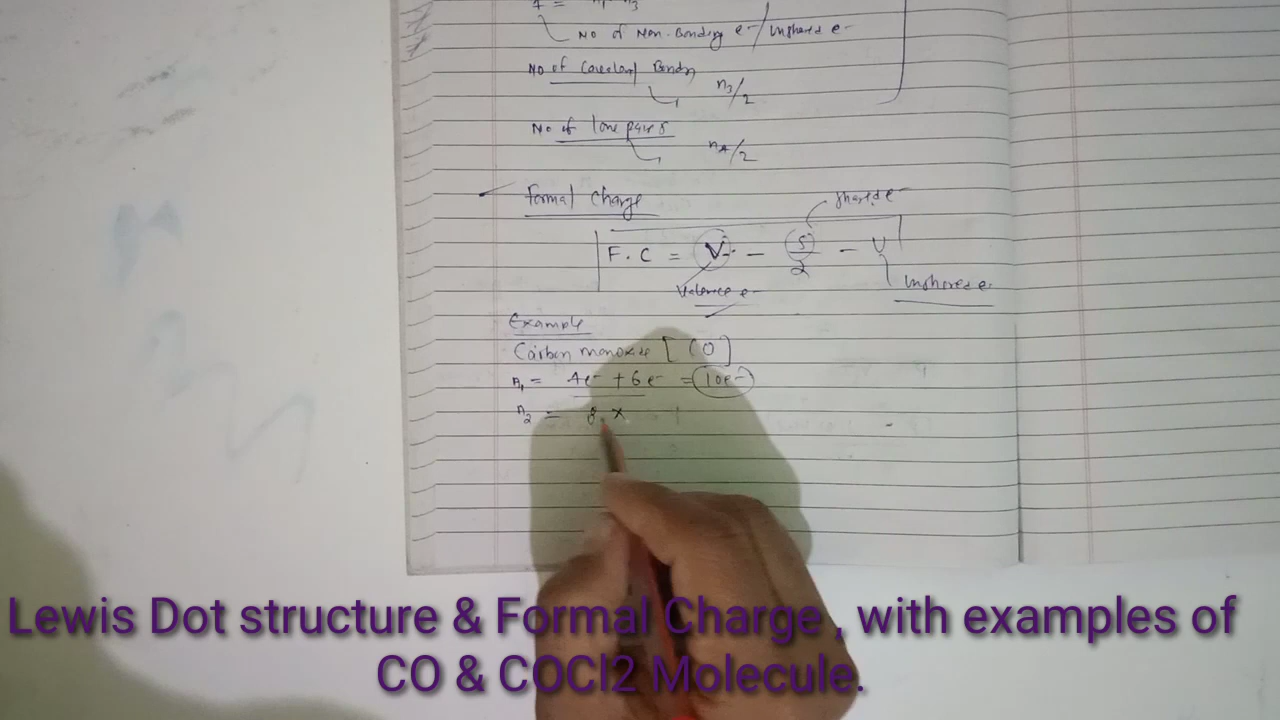 No of Non-Bonding e⁻/Unshared e⁻
No of Covalent Bonds
n₃/2
No of lone pairs
n₄/2
Formal Charge
Shared e⁻
F.C = V - S/2 - U
Valence e⁻
Unshared e⁻
Example
Carbon monoxide [CO]
n₁ = 4e⁻ + 6e⁻ = 10e⁻
n₂ = 8 ×
Lewis Dot structure & Formal Charge , with examples of
CO & COCl2 Molecule.